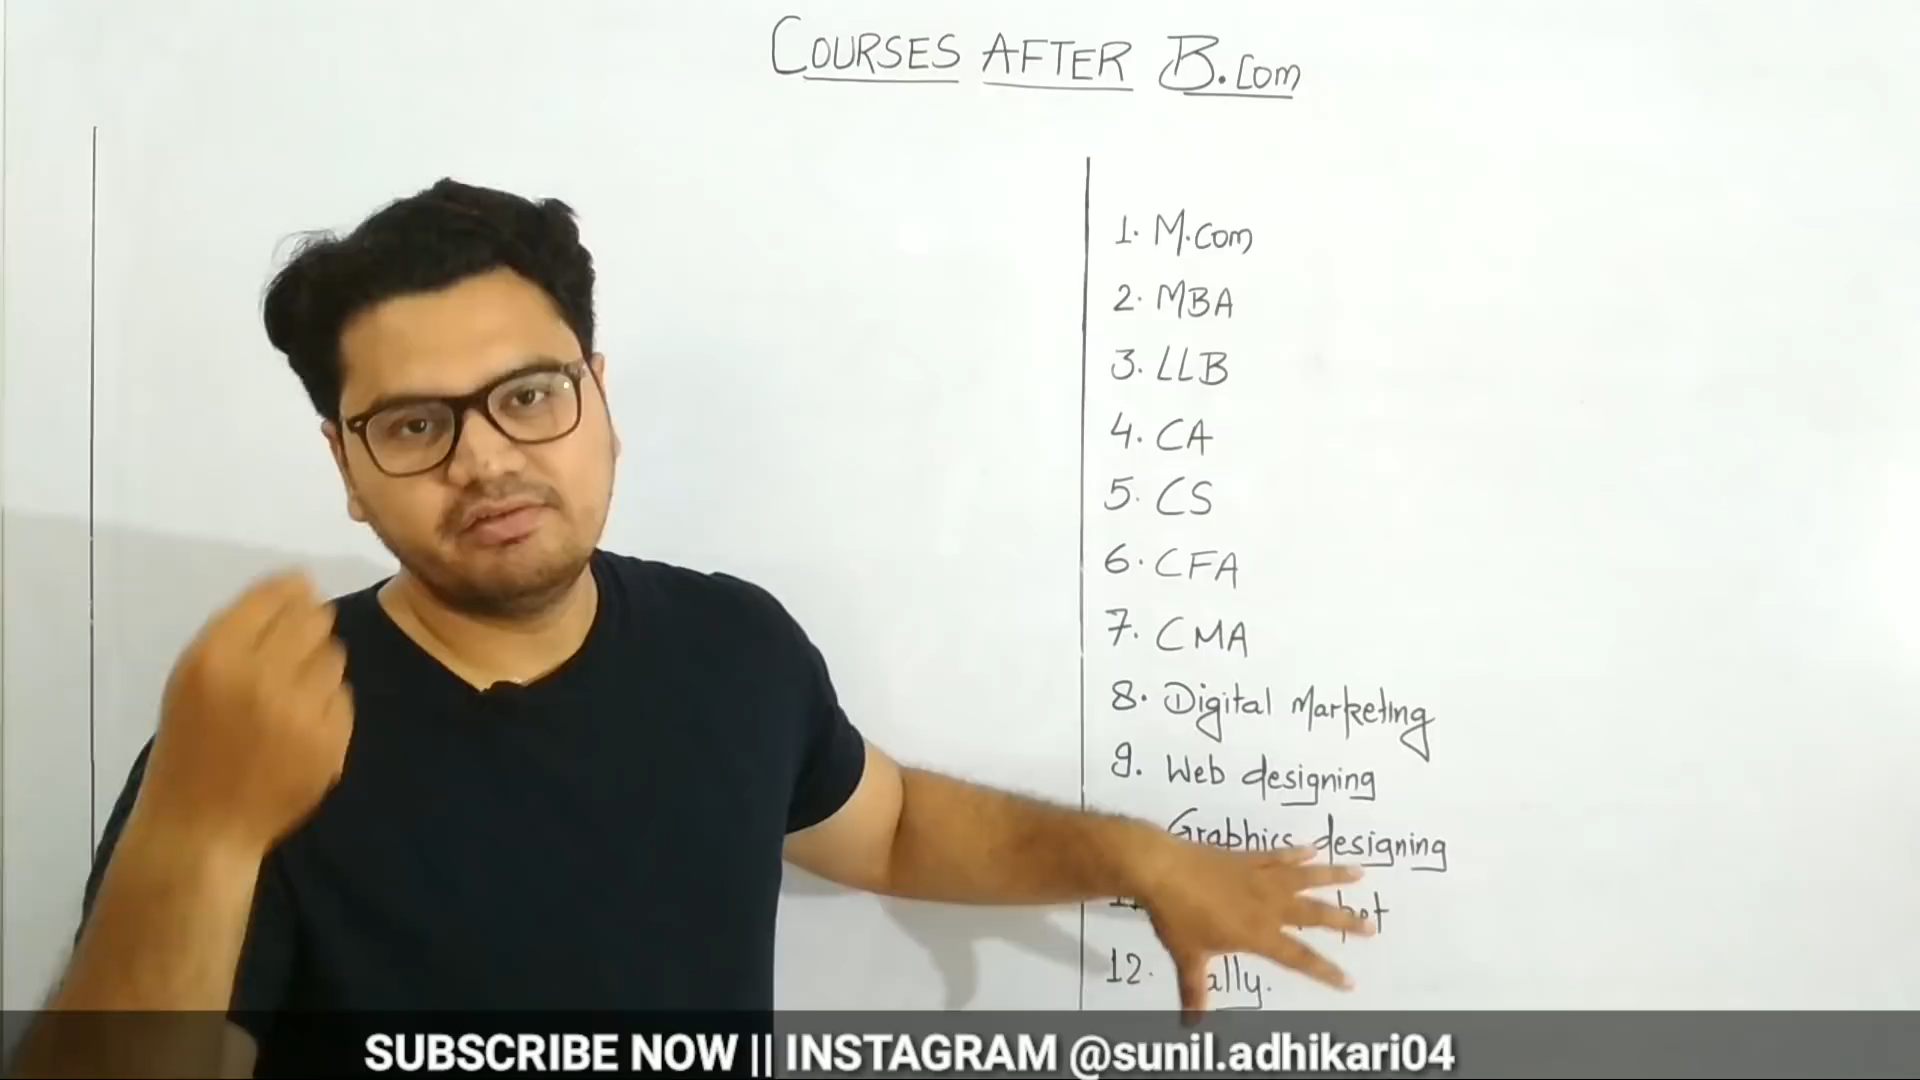 COURSES AFTER B.Com
1. M.Com
2. MBA
3. LLB
4. CA
5. CS
6. CFA
7. CMA
8. Digital Marketing
9. Web designing
Graphics designing
12.
SUBSCRIBE NOW || INSTAGRAM @sunil.adhikari04